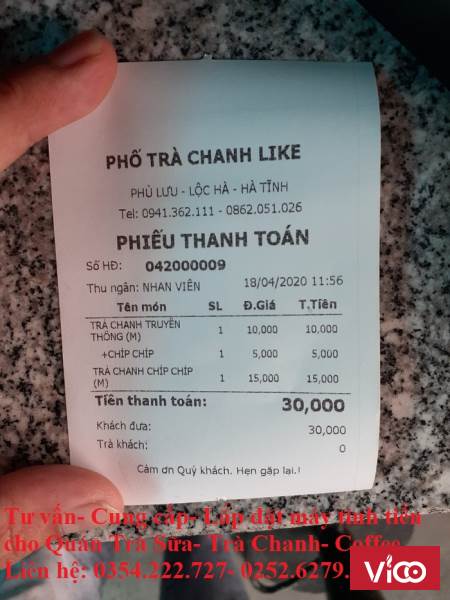 PHỐ TRÀ CHANH LIKE
PHÙ LƯU - LỘC HÀ - HÀ TĨNH
Tel: 0941.362.111 - 0862.051.026
PHIẾU THANH TOÁN
Số HĐ: 042000009
Thu ngân: NHAN VIÊN 18/04/2020 11:56
Tên món SL Đ.Giá T.Tiên
TRÀ CHANH TRUYỀN THỐNG (M) 1 10,000 10,000
+CHÍP CHÍP 1 5,000 5,000
TRÀ CHANH CHÍP CHÍP (M) 1 15,000 15,000
Tiền thanh toán: 30,000
Khách đưa: 30,000
Trả khách: 0
Cảm ơn Quý khách. Hẹn gặp lại.!
Tư vấn- Cung cấp- Lắp đặt máy tính tiền
cho Quán Trà Sữa- Trà Chanh- Coffee
Liên hệ: 0354.222.727- 0252.6279.
Vioo